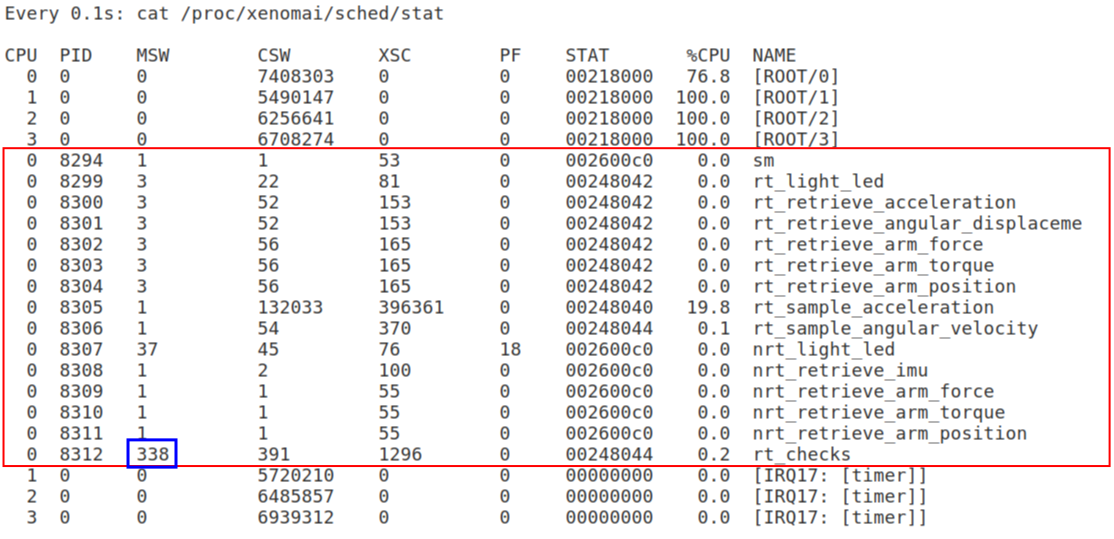 Every 0.1s: cat /proc/xenomai/sched/stat
CPU PID MSW CSW XSC PF STAT %CPU NAME
0 0 0 7408303 0 0 00218000 76.8 [ROOT/0]
1 0 0 5490147 0 0 00218000 100.0 [ROOT/1]
2 0 0 6256641 0 0 00218000 100.0 [ROOT/2]
3 0 0 6708274 0 0 00218000 100.0 [ROOT/3]
0 8294 1 1 53 0 002600c0 0.0 sm
0 8299 3 22 81 0 00248042 0.0 rt_light_led
0 8300 3 52 153 0 00248042 0.0 rt_retrieve_acceleration
0 8301 3 52 153 0 00248042 0.0 rt_retrieve_angular_displaceme
0 8302 3 56 165 0 00248042 0.0 rt_retrieve_arm_force
0 8303 3 56 165 0 00248042 0.0 rt_retrieve_arm_torque
0 8304 3 56 165 0 00248042 0.0 rt_retrieve_arm_position
0 8305 1 132033 396361 0 00248040 19.8 rt_sample_acceleration
0 8306 1 54 370 0 00248044 0.1 rt_sample_angular_velocity
0 8307 37 45 76 18 002600c0 0.0 nrt_light_led
0 8308 1 2 100 0 002600c0 0.0 nrt_retrieve_imu
0 8309 1 1 55 0 002600c0 0.0 nrt_retrieve_arm_force
0 8310 1 1 55 0 002600c0 0.0 nrt_retrieve_arm_torque
0 8311 1 1 55 0 002600c0 0.0 nrt_retrieve_arm_position
0 8312 338 391 1296 0 00248044 0.2 rt_checks
1 0 0 5720210 0 0 00000000 0.0 [IRQ17: [timer]]
2 0 0 6485857 0 0 00000000 0.0 [IRQ17: [timer]]
3 0 0 6939312 0 0 00000000 0.0 [IRQ17: [timer]]